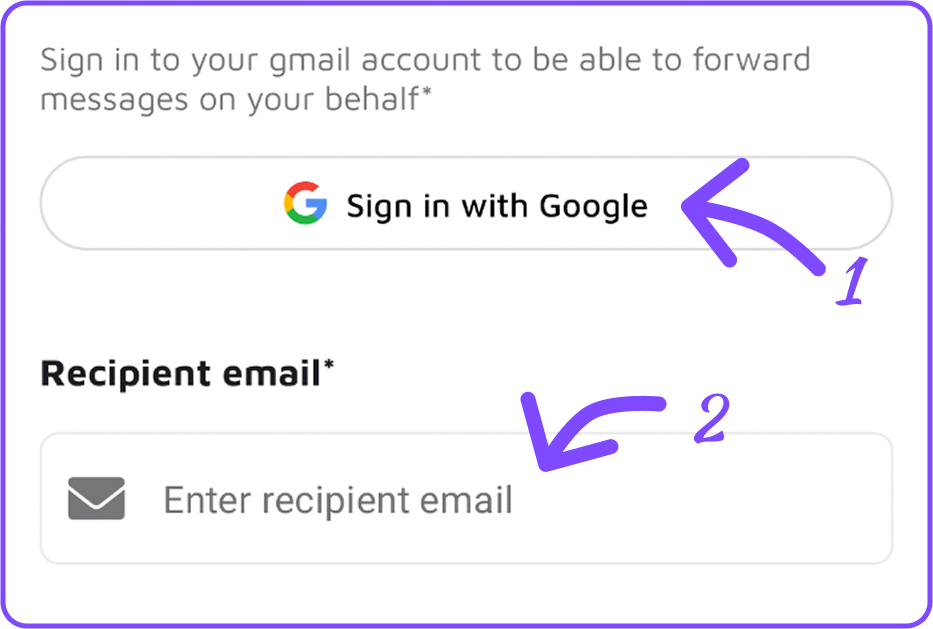 Sign in to your gmail account to be able to forward
messages on your behalf*
Sign in with Google
1
Recipient email*
2
Enter recipient email